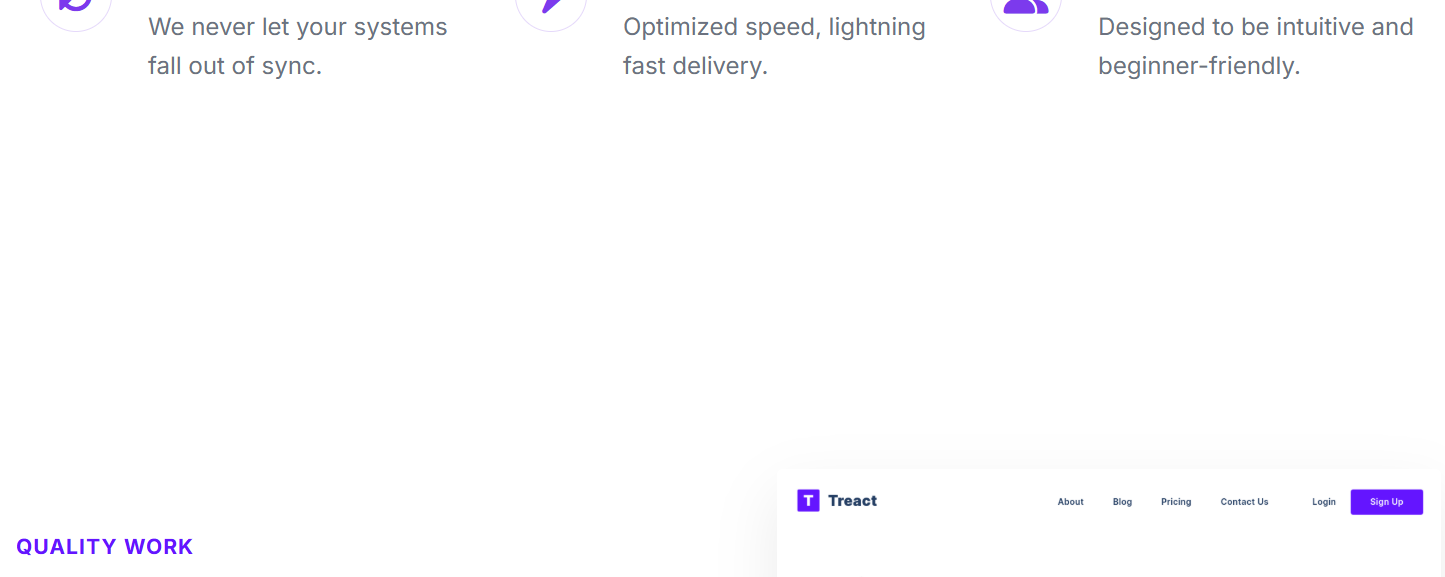 We never let your systems
fall out of sync.
Optimized speed, lightning
fast delivery.
Designed to be intuitive and
beginner-friendly.
QUALITY WORK
T Treact About Blog Pricing Contact Us Login Sign Up